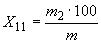 X₁₁ = m₂ · 100 / m